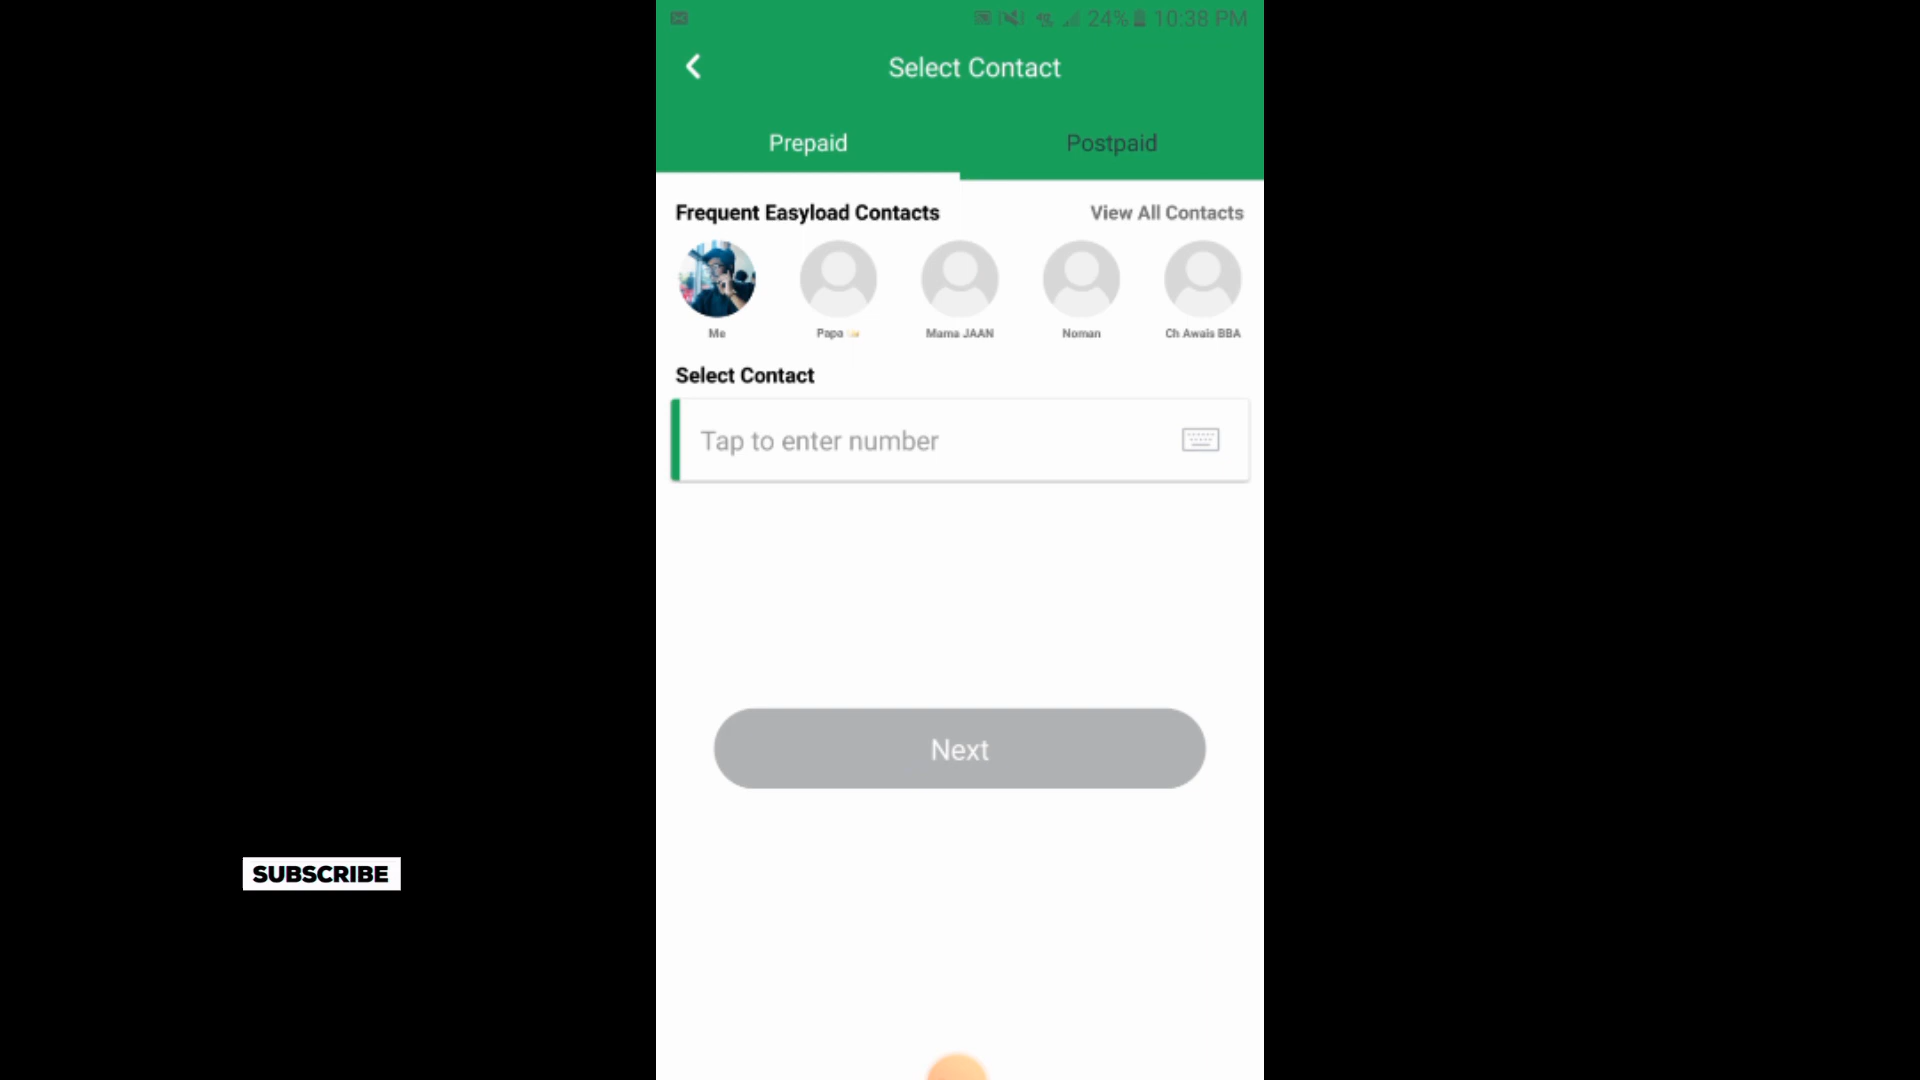 24% 10:38 PM
Select Contact
Prepaid
Postpaid
Frequent Easyload Contacts
View All Contacts
Me
Papa
Mama JAAN
Noman
Ch Awais BBA
Select Contact
Tap to enter number
Next
SUBSCRIBE